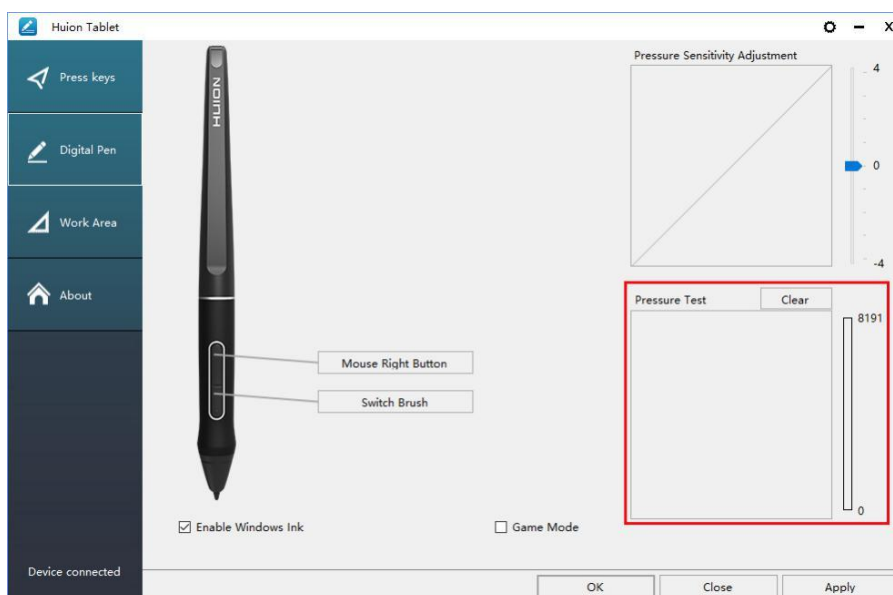 Huion Tablet
X
Press keys
Digital Pen
Work Area
About
Device connected
HUION
Mouse Right Button
Switch Brush
Enable Windows Ink
Game Mode
Pressure Sensitivity Adjustment
4
0
-4
Pressure Test
Clear
8191
0
OK
Close
Apply